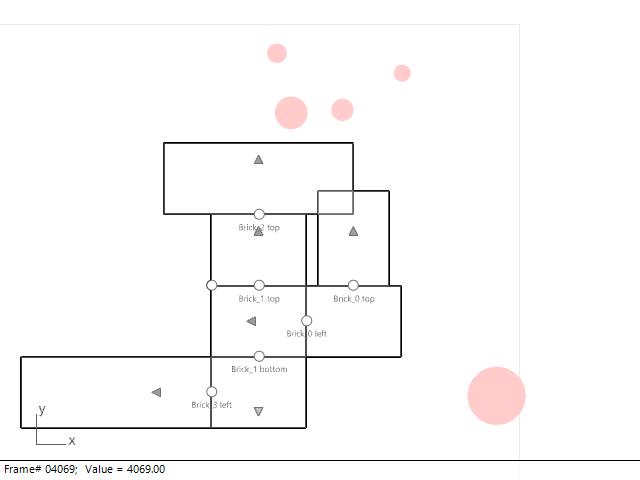 Brick_2 top
Brick_1 top
Brick_0 top
Brick_0 left
Brick_1 bottom
Brick_3 left
y
x
Frame# 04069; Value = 4069.00